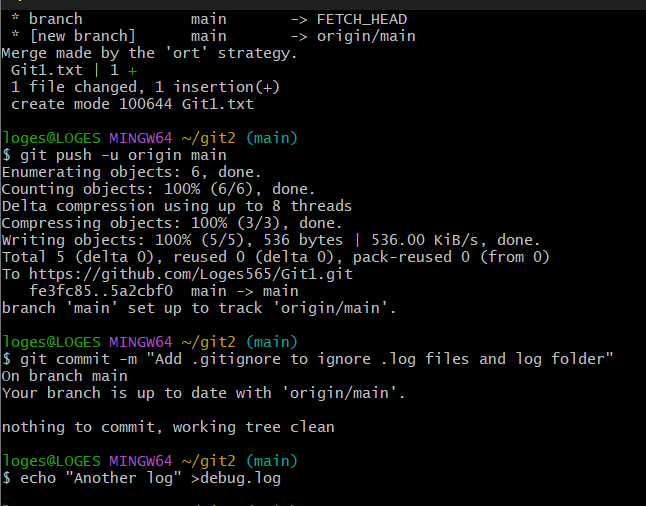 * branch main -> FETCH_HEAD
* [new branch] main -> origin/main
Merge made by the 'ort' strategy.
Git1.txt | 1 +
1 file changed, 1 insertion(+)
create mode 100644 Git1.txt
loges@LOGES MINGW64 ~/git2 (main)
$ git push -u origin main
Enumerating objects: 6, done.
Counting objects: 100% (6/6), done.
Delta compression using up to 8 threads
Compressing objects: 100% (3/3), done.
Writing objects: 100% (5/5), 536 bytes | 536.00 KiB/s, done.
Total 5 (delta 0), reused 0 (delta 0), pack-reused 0 (from 0)
To https://github.com/Loges565/Git1.git
fe3fc85..5a2cbf0 main -> main
branch 'main' set up to track 'origin/main'.
loges@LOGES MINGW64 ~/git2 (main)
$ git commit -m "Add .gitignore to ignore .log files and log folder"
On branch main
Your branch is up to date with 'origin/main'.
nothing to commit, working tree clean
loges@LOGES MINGW64 ~/git2 (main)
$ echo "Another log" >debug.log